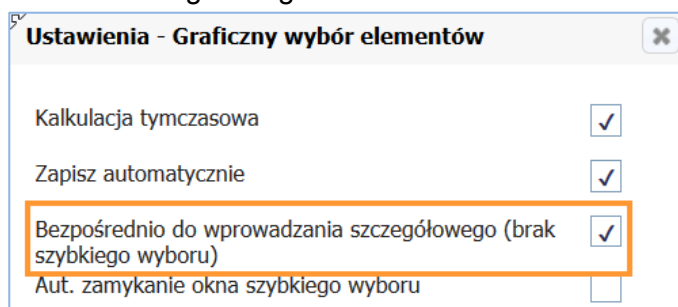 Ustawienia - Graficzny wybór elementów
Kalkulacja tymczasowa
Zapisz automatycznie
Bezpośrednio do wprowadzania szczegółowego (brak
szybkiego wyboru)
Aut. zamykanie okna szybkiego wyboru